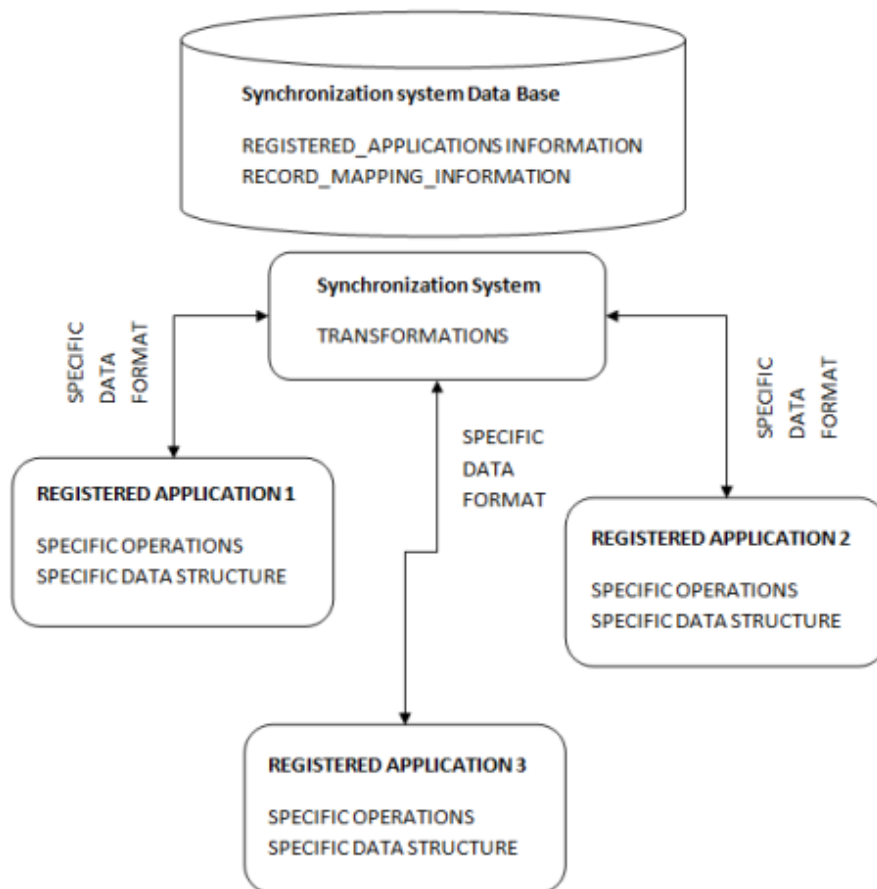 Synchronization system Data Base
REGISTERED_APPLICATIONS INFORMATION
RECORD_MAPPING_INFORMATION
Synchronization System
TRANSFORMATIONS
SPECIFIC
DATA
FORMAT
SPECIFIC
DATA
FORMAT
SPECIFIC
DATA
FORMAT
REGISTERED APPLICATION 1
SPECIFIC OPERATIONS
SPECIFIC DATA STRUCTURE
REGISTERED APPLICATION 2
SPECIFIC OPERATIONS
SPECIFIC DATA STRUCTURE
REGISTERED APPLICATION 3
SPECIFIC OPERATIONS
SPECIFIC DATA STRUCTURE